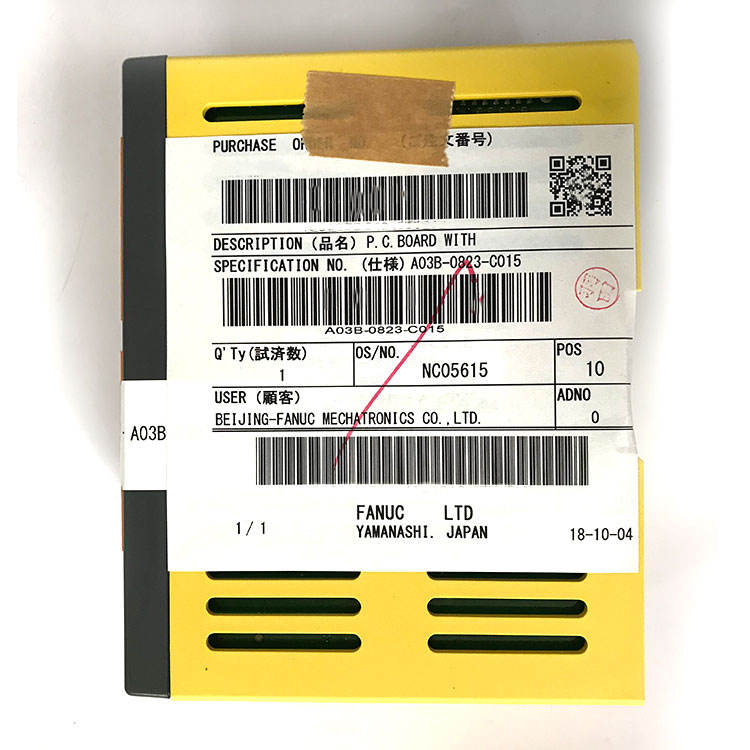 PURCHASE (ご注文番号)
DESCRIPTION (品名) P.C.BOARD WITH
SPECIFICATION NO. (仕様) A03B-0823-C015
A03B-0823-C015
Q'Ty(試済数) OS/NO. POS
1 NC05615 10
USER (顧客) ADNO
BEIJING-FANUC MECHATRONICS CO.,LTD. 0
A03B
1/1 FANUC LTD
YAMANASHI. JAPAN 18-10-04